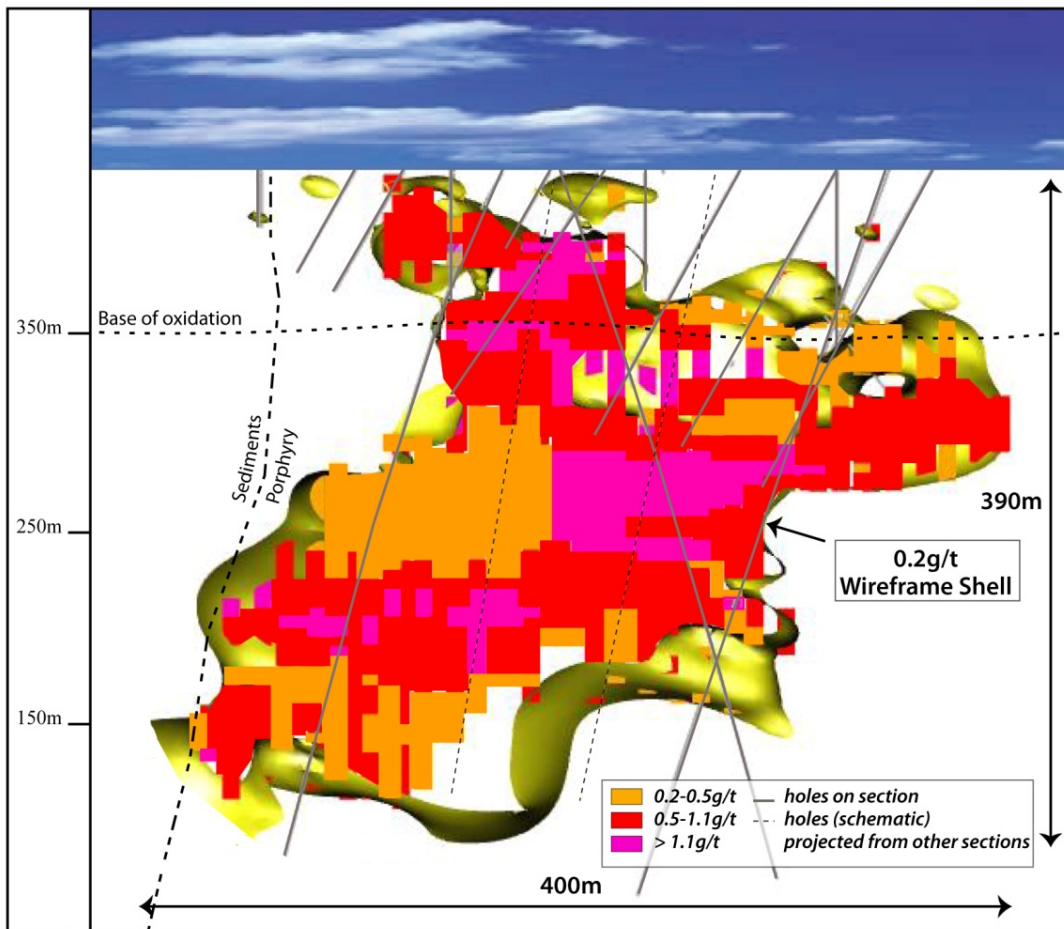 350m
Base of oxidation
Sediments
Porphyry
390m
250m
0.2g/t
Wireframe Shell
150m
0.2-0.5g/t
holes on section
0.5-1.1g/t
holes (schematic)
> 1.1g/t
projected from other sections
400m